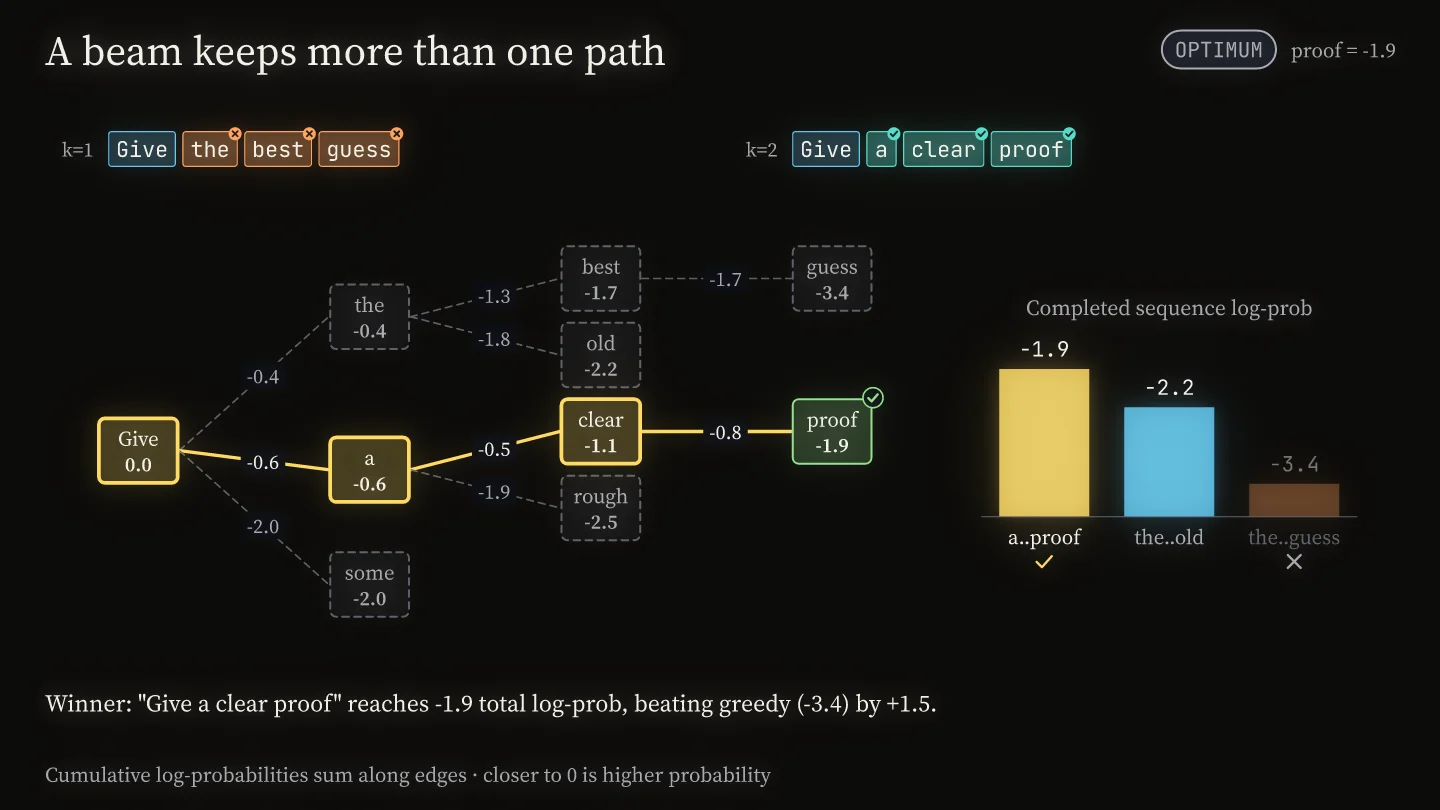 A beam keeps more than one path
OPTIMUM proof = -1.9
k=1 Give the best guess
k=2 Give a clear proof
best
-1.7
-1.7
guess
-3.4
the
-0.4
-1.3
-1.8
old
-2.2
-0.4
Give
0.0
-0.6
a
-0.6
-0.5
clear
-1.1
-0.8
proof
-1.9
-1.9
rough
-2.5
-2.0
some
-2.0
Completed sequence log-prob
-1.9
-2.2
-3.4
a..proof the..old the..guess
Winner: "Give a clear proof" reaches -1.9 total log-prob, beating greedy (-3.4) by +1.5.
Cumulative log-probabilities sum along edges · closer to 0 is higher probability